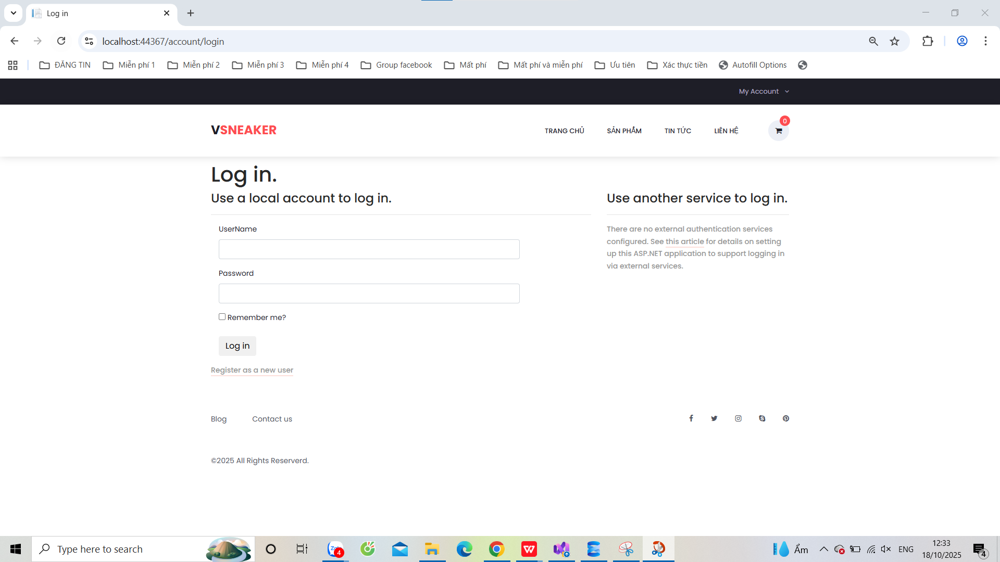 Log in
localhost:44367/account/login
ĐĂNG TIN Miễn phí 1 Miễn phí 2 Miễn phí 3 Miễn phí 4 Group facebook Mất phí Mất phí và miễn phí Ưu tiên Xác thực tiền Autofill Options
My Account
VSNEAKER
TRANG CHỦ SẢN PHẨM TIN TỨC LIÊN HỆ 0
Log in.
Use a local account to log in.
UserName
Password
Remember me?
Log in
Register as a new user
Use another service to log in.
There are no external authentication services
configured. See this article for details on setting
up this ASP.NET application to support logging in
via external services.
Blog Contact us
©2025 All Rights Reserverd.
Type here to search
4
Ẩm
ENG
12:33
18/10/2025
4